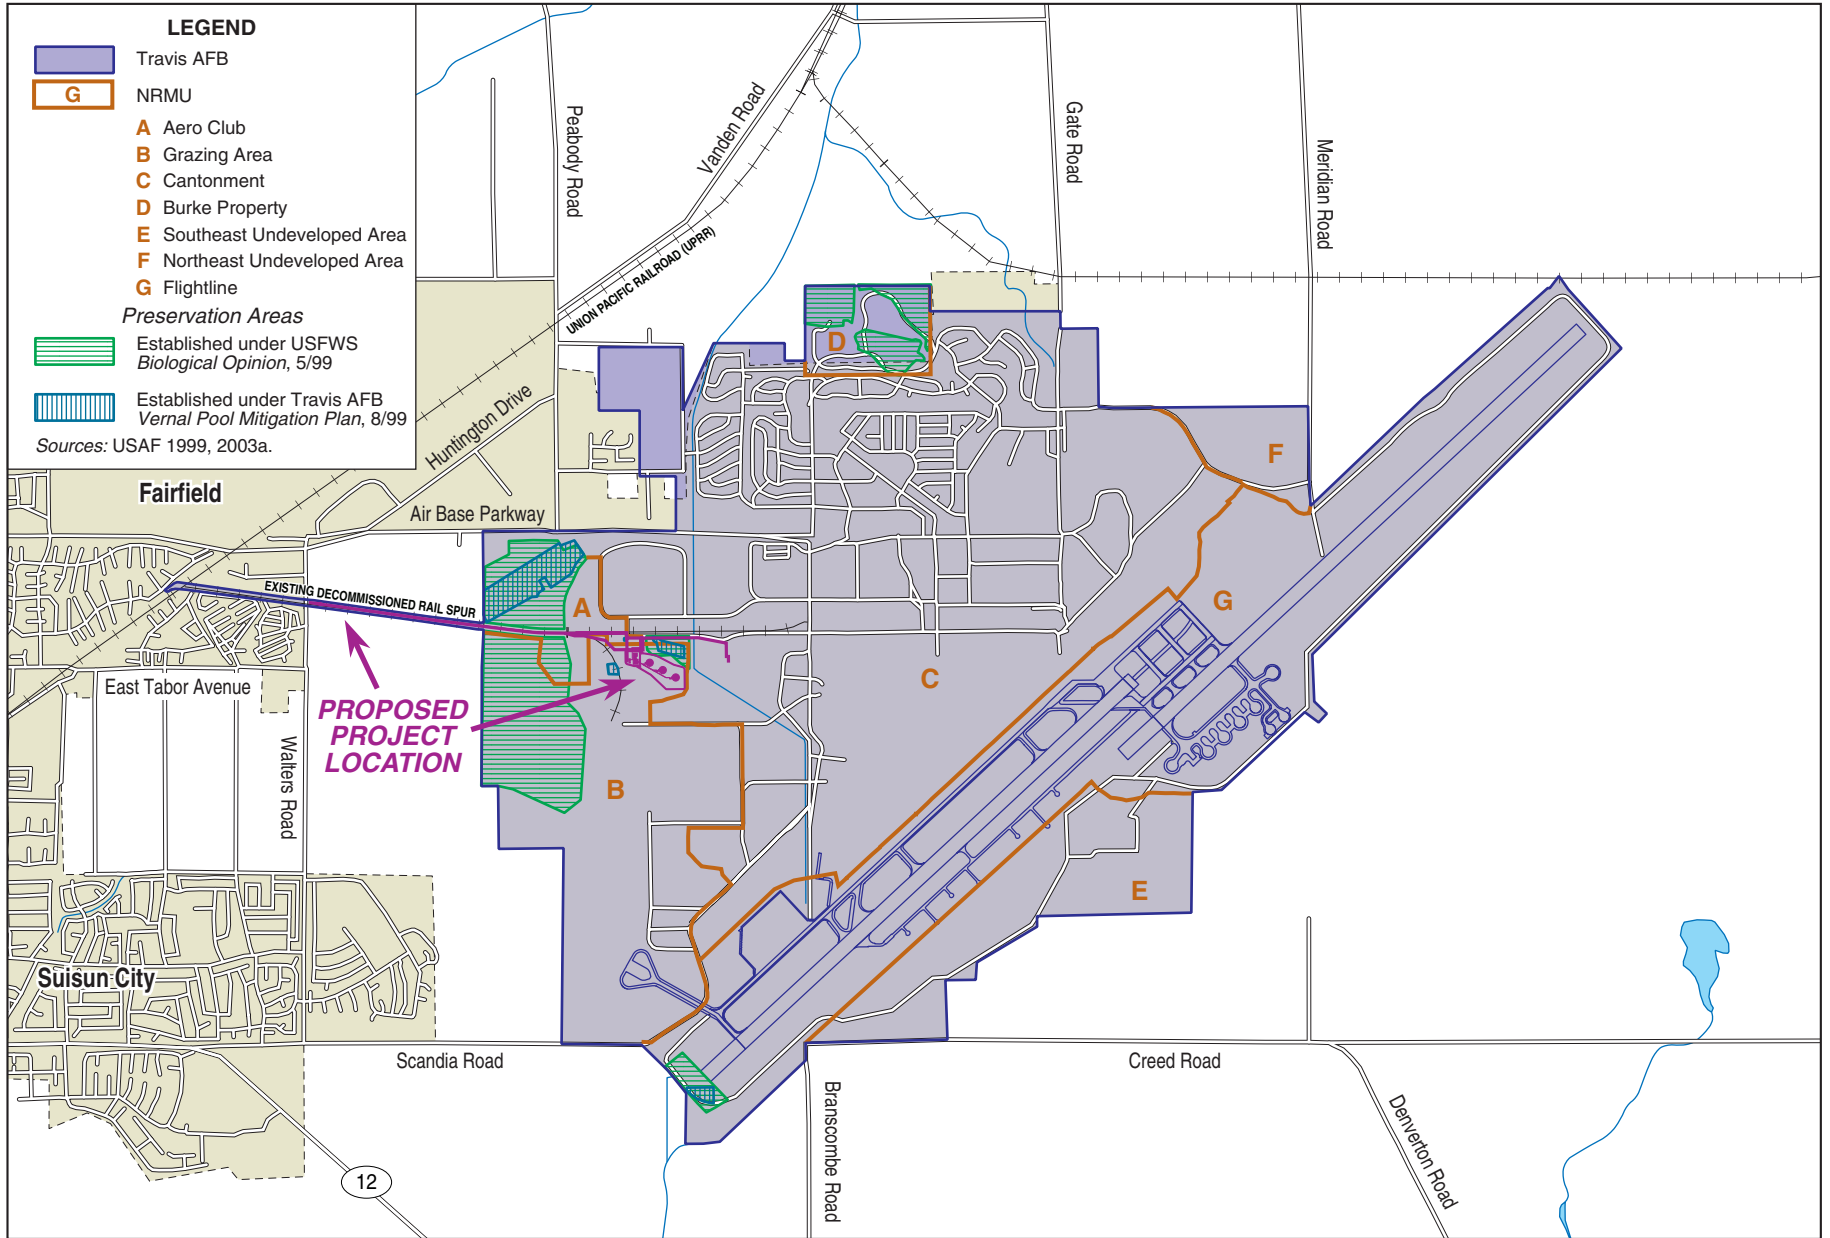 LEGEND
Travis AFB
G NRMU
A Aero Club
B Grazing Area
C Cantonment
D Burke Property
E Southeast Undeveloped Area
F Northeast Undeveloped Area
G Flightline
Preservation Areas
Established under USFWS
Biological Opinion, 5/99
Established under Travis AFB
Vernal Pool Mitigation Plan, 8/99
Sources: USAF 1999, 2003a.
Peabody Road
Vanden Road
Gate Road
Meridian Road
UNION PACIFIC RAILROAD (UPRR)
Huntington Drive
Fairfield
Air Base Parkway
EXISTING DECOMMISSIONED RAIL SPUR
East Tabor Avenue
PROPOSED
PROJECT
LOCATION
Walters Road
Suisun City
Scandia Road
Creed Road
Branscombe Road
Denverton Road
12
D
F
A
G
C
B
E